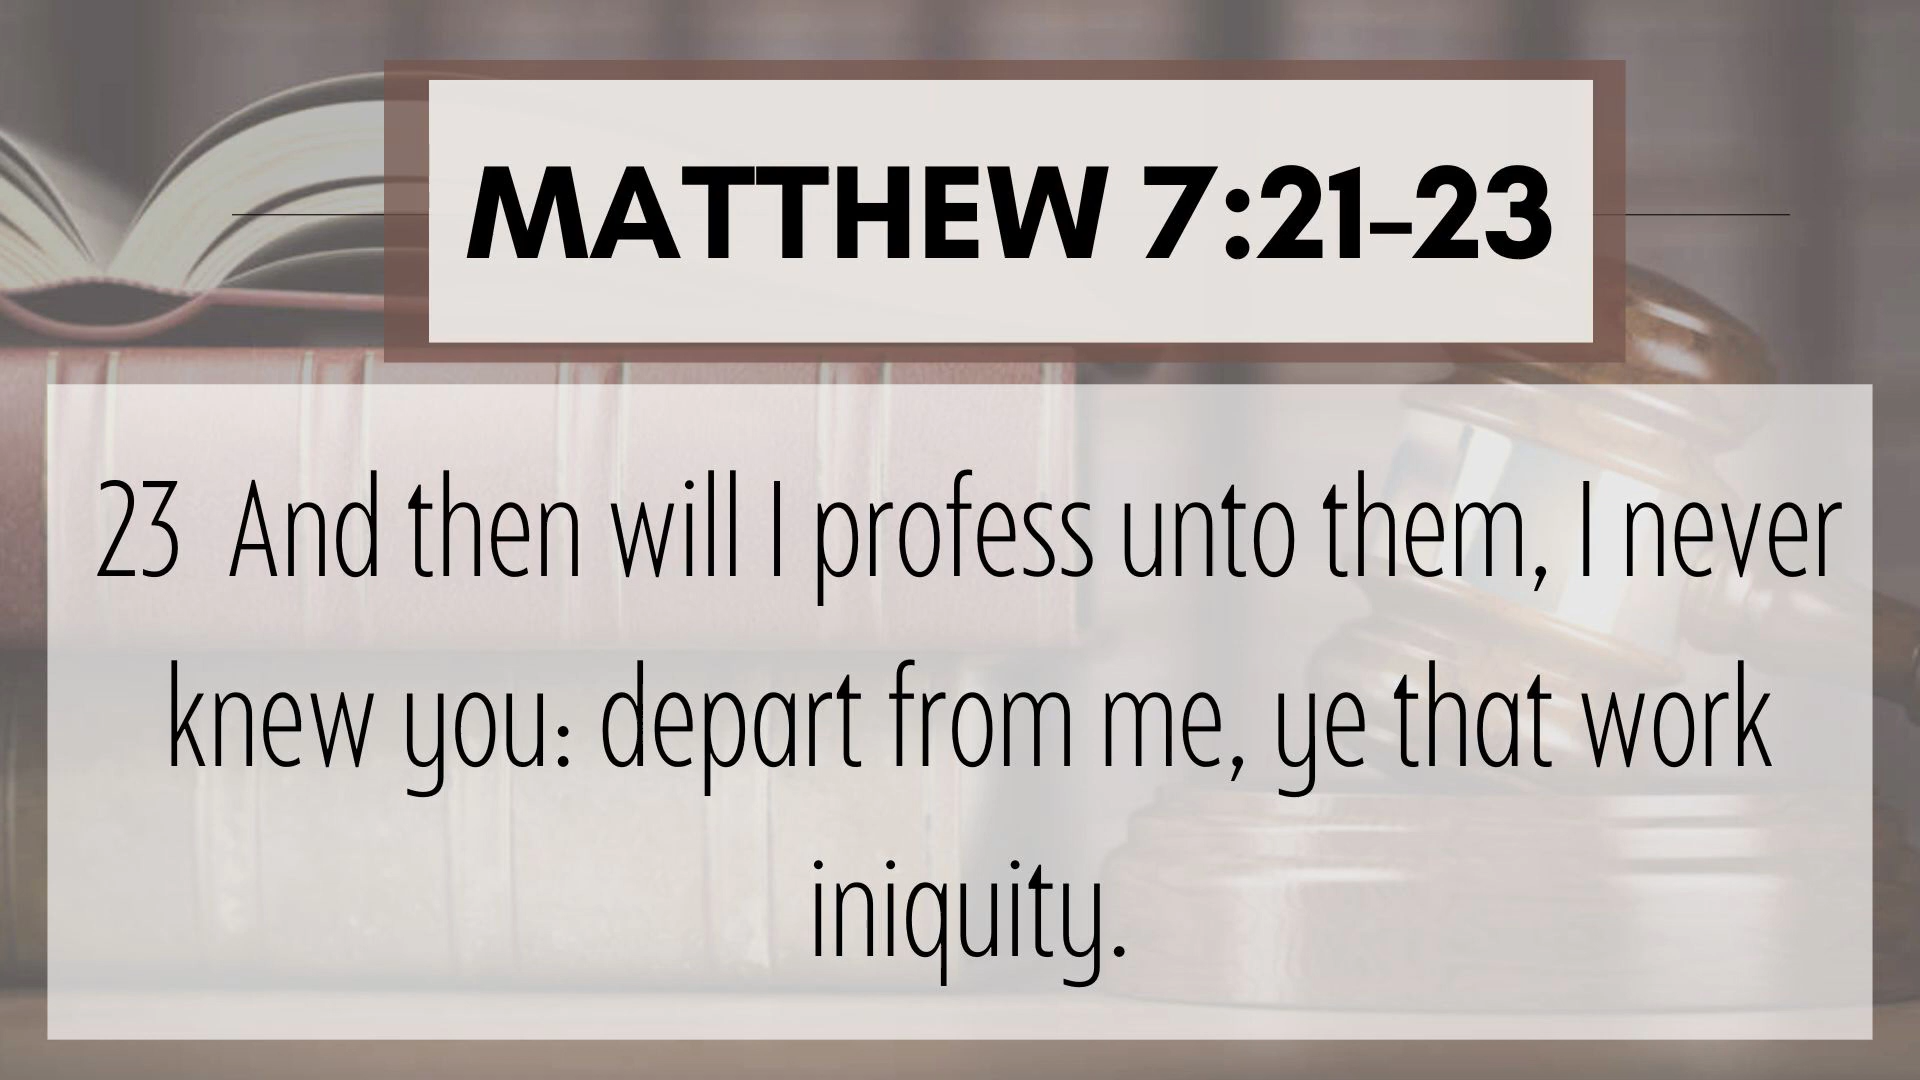 MATTHEW 7:21-23
23 And then will I profess unto them, I never
knew you: depart from me, ye that work
iniquity.